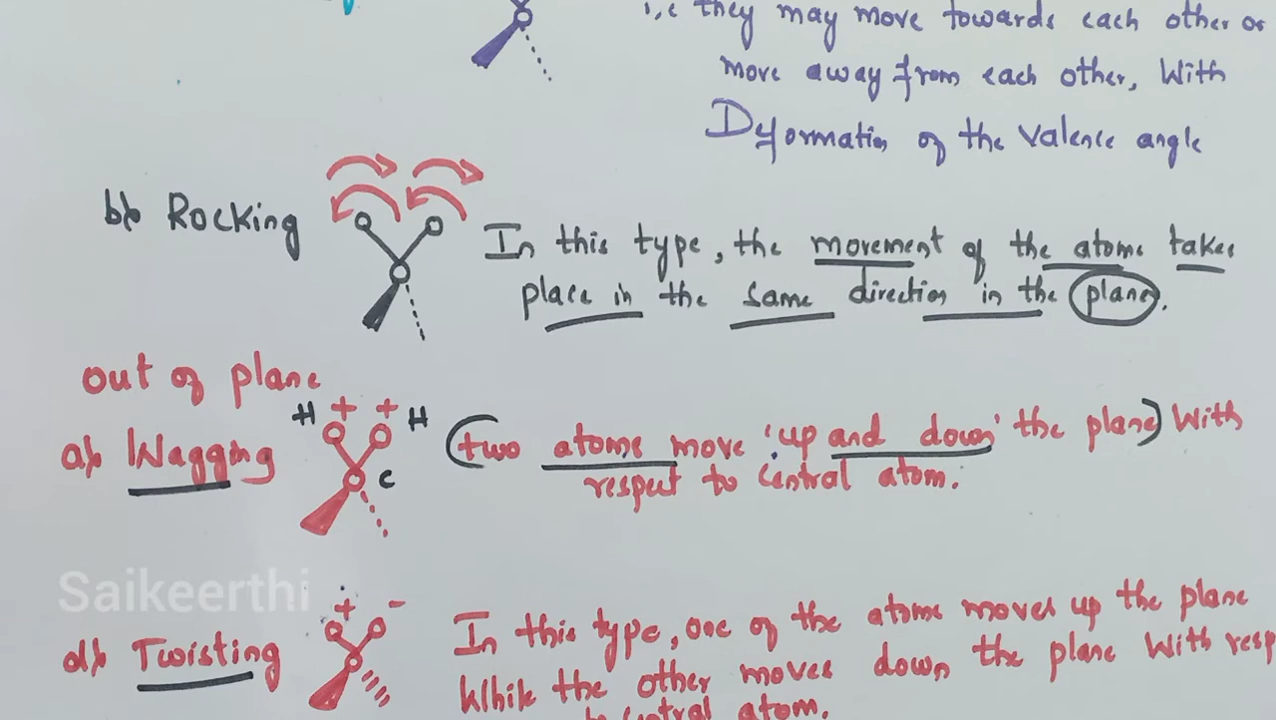 i,e they may move towards each other or
move away from each other, With
Deformation of the valence angle
b) Rocking
In this type, the movement of the atoms takes
place in the same direction in the plane.
out of plane
a) Wagging
H + + H
C
(two atoms move 'up and down' the plane) With
respect to Central atom.
Saikeerthi
d) Twisting
+ -
In this type, one of the atoms moves up the plane
While the other moves down the plane With resp
to Central atom.